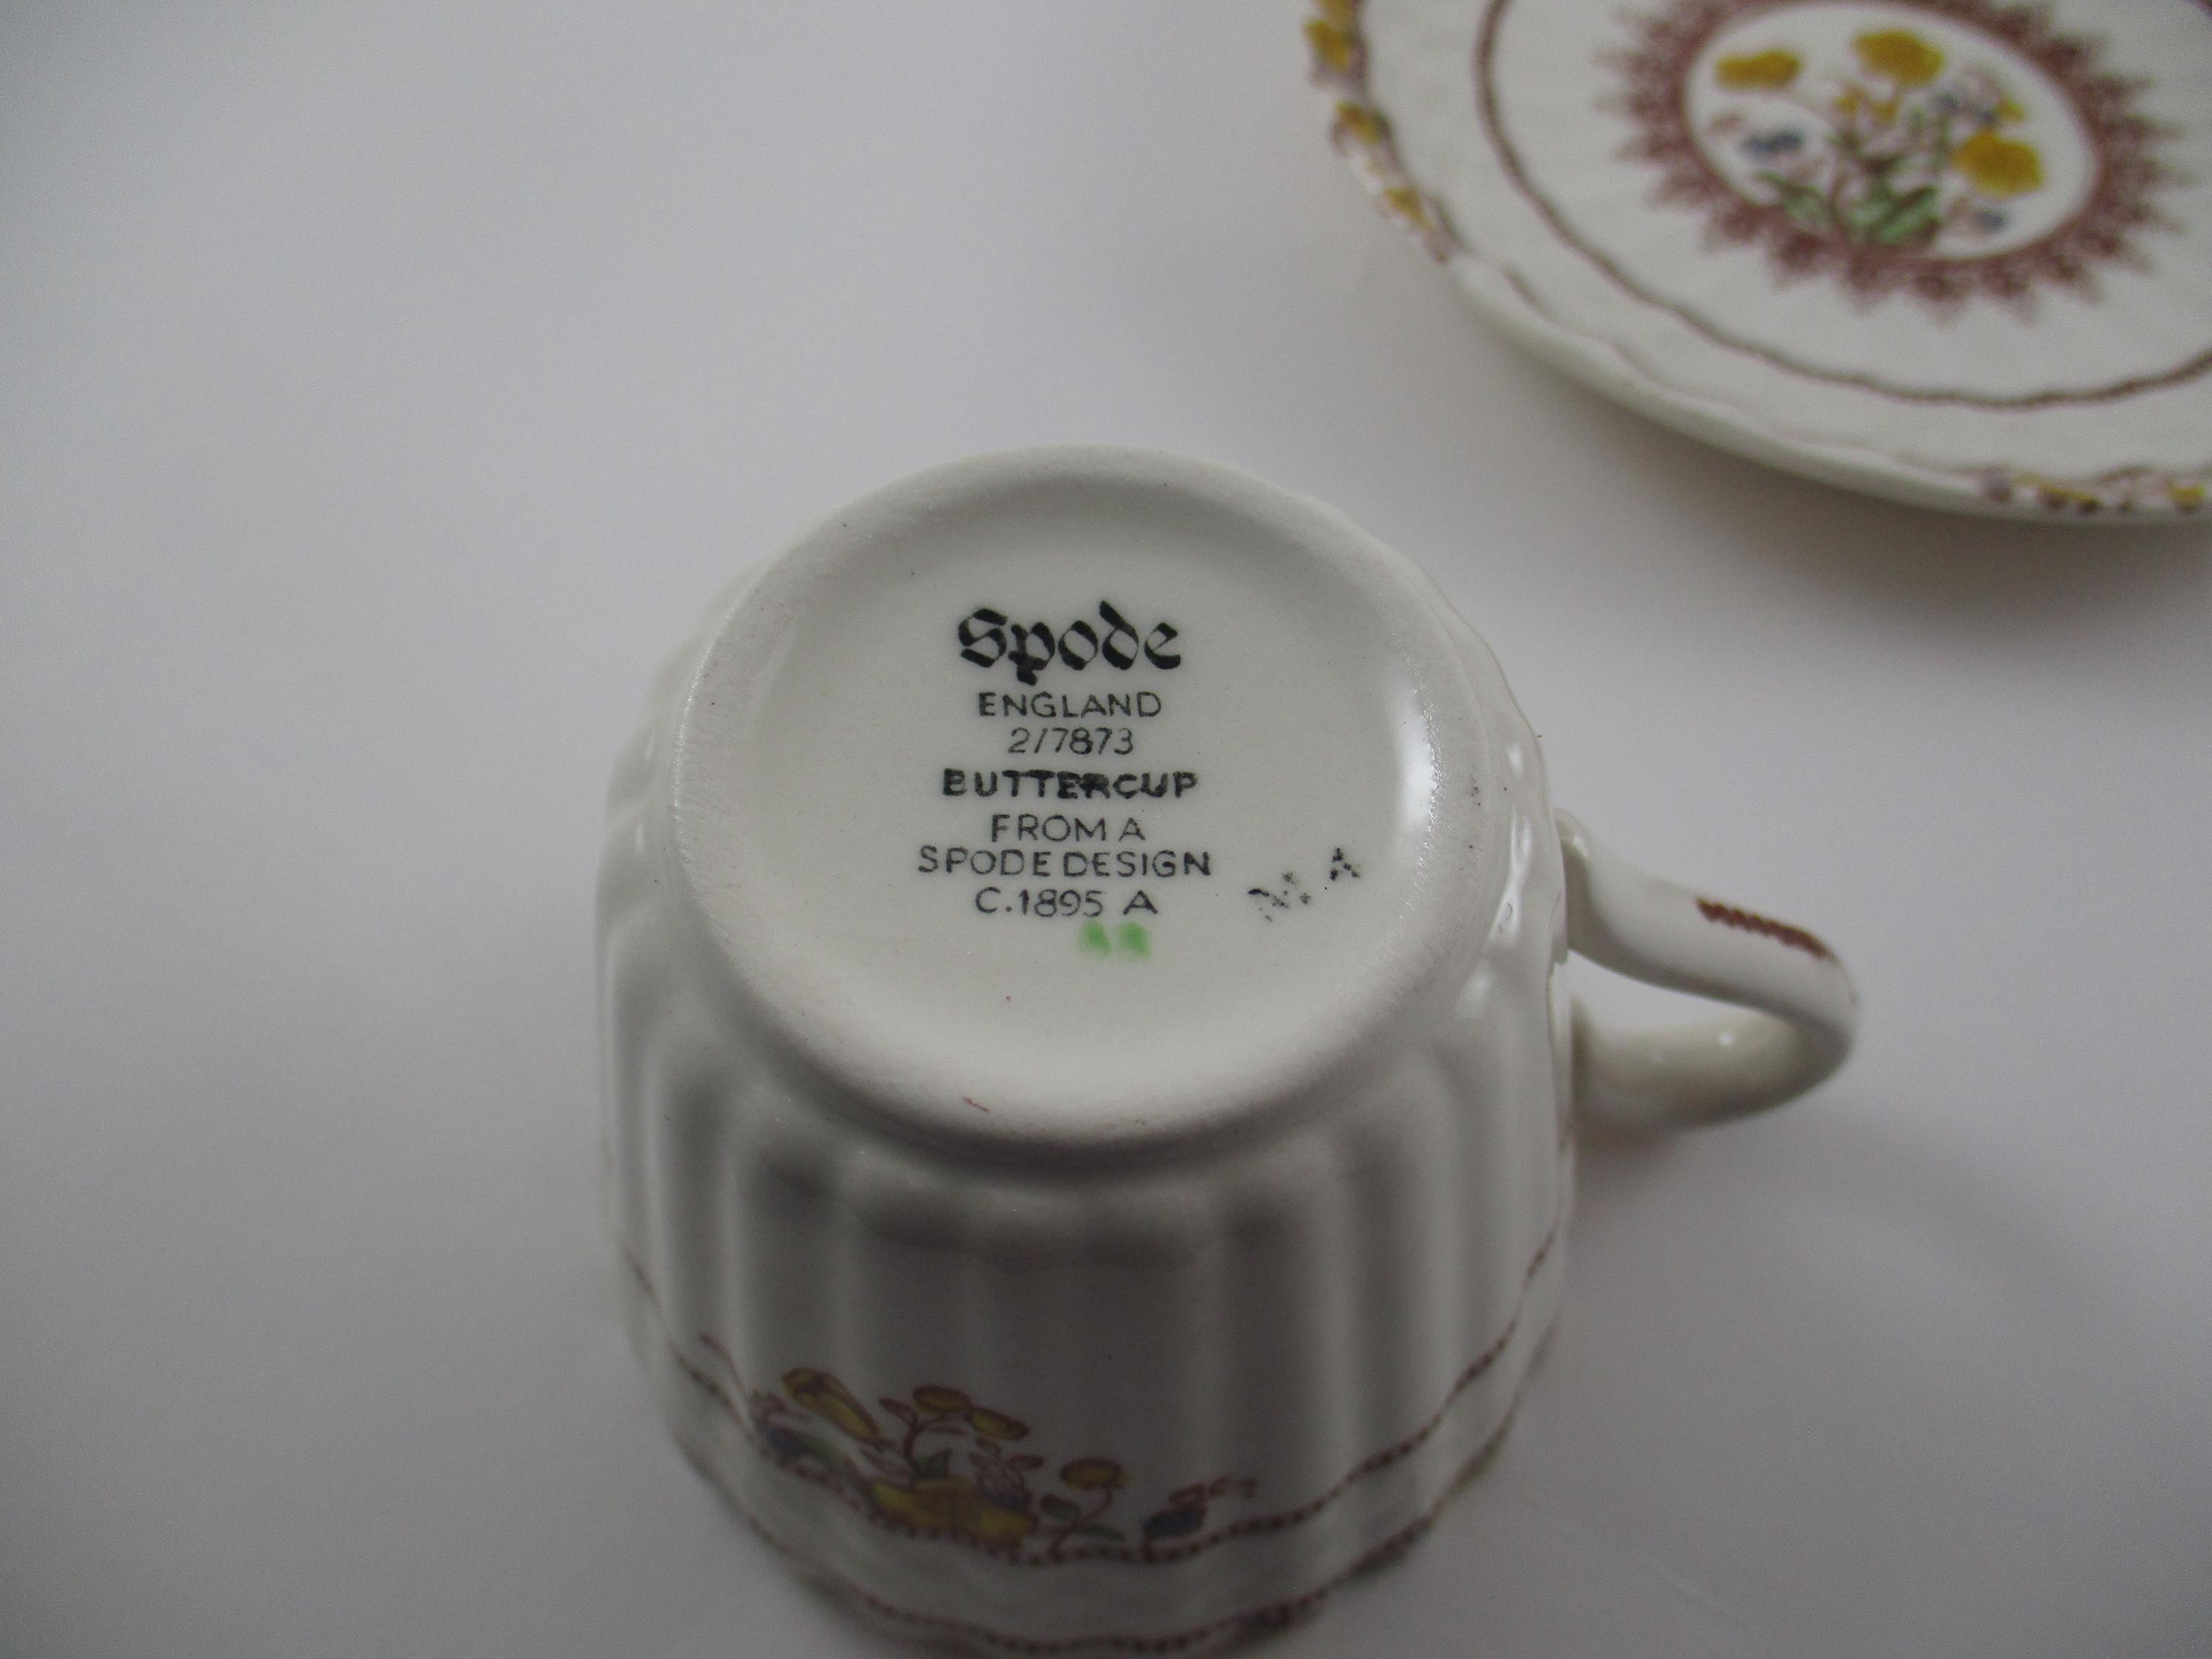 Spode
ENGLAND
2/7873
BUTTERCUP
FROM A
SPODE DESIGN
C.1895 A
M A